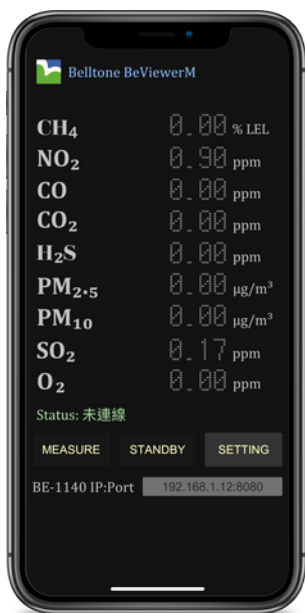 Belltone BeViewerM
CH₄ 0.00 % LEL
NO₂ 0.90 ppm
CO 0.00 ppm
CO₂ 0.00 ppm
H₂S 0.00 ppm
PM₂.₅ 0.00 μg/m³
PM₁₀ 0.00 μg/m³
SO₂ 0.17 ppm
O₂ 0.00 ppm
Status: 未連線
MEASURE STANDBY SETTING
BE-1140 IP:Port 192.168.1.12:8080